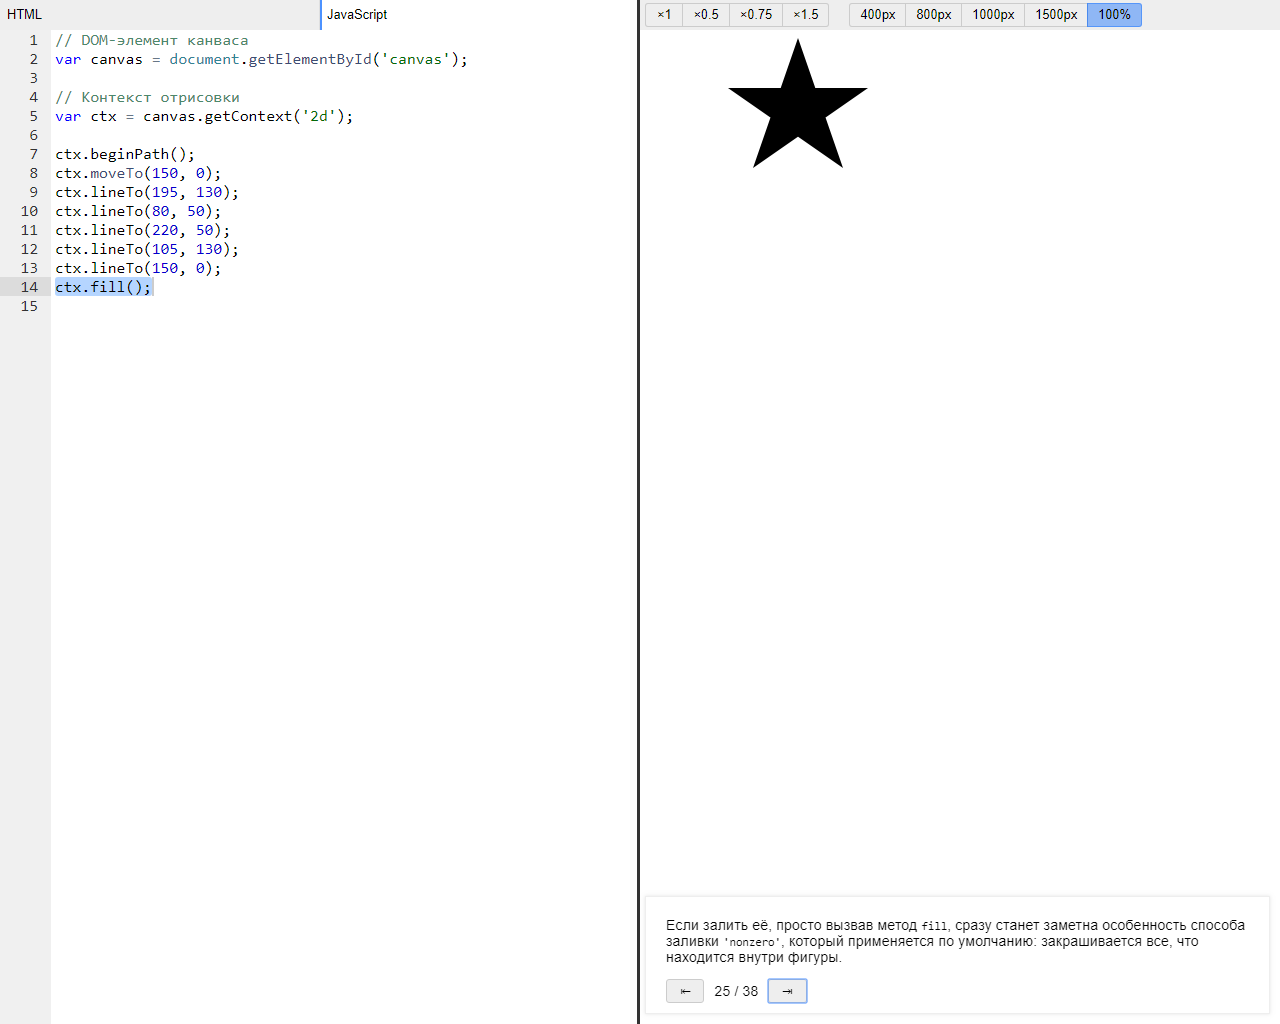 HTML
JavaScript
×1 ×0.5 ×0.75 ×1.5 400px 800px 1000px 1500px 100%
1 // DOM-элемент канваса
2 var canvas = document.getElementById('canvas');
3
4 // Контекст отрисовки
5 var ctx = canvas.getContext('2d');
6
7 ctx.beginPath();
8 ctx.moveTo(150, 0);
9 ctx.lineTo(195, 130);
10 ctx.lineTo(80, 50);
11 ctx.lineTo(220, 50);
12 ctx.lineTo(105, 130);
13 ctx.lineTo(150, 0);
14 ctx.fill();
15
Если залить её, просто вызвав метод fill, сразу станет заметна особенность способа
заливки 'nonzero', который применяется по умолчанию: закрашивается все, что
находится внутри фигуры.
⇤ 25 / 38 ⇥